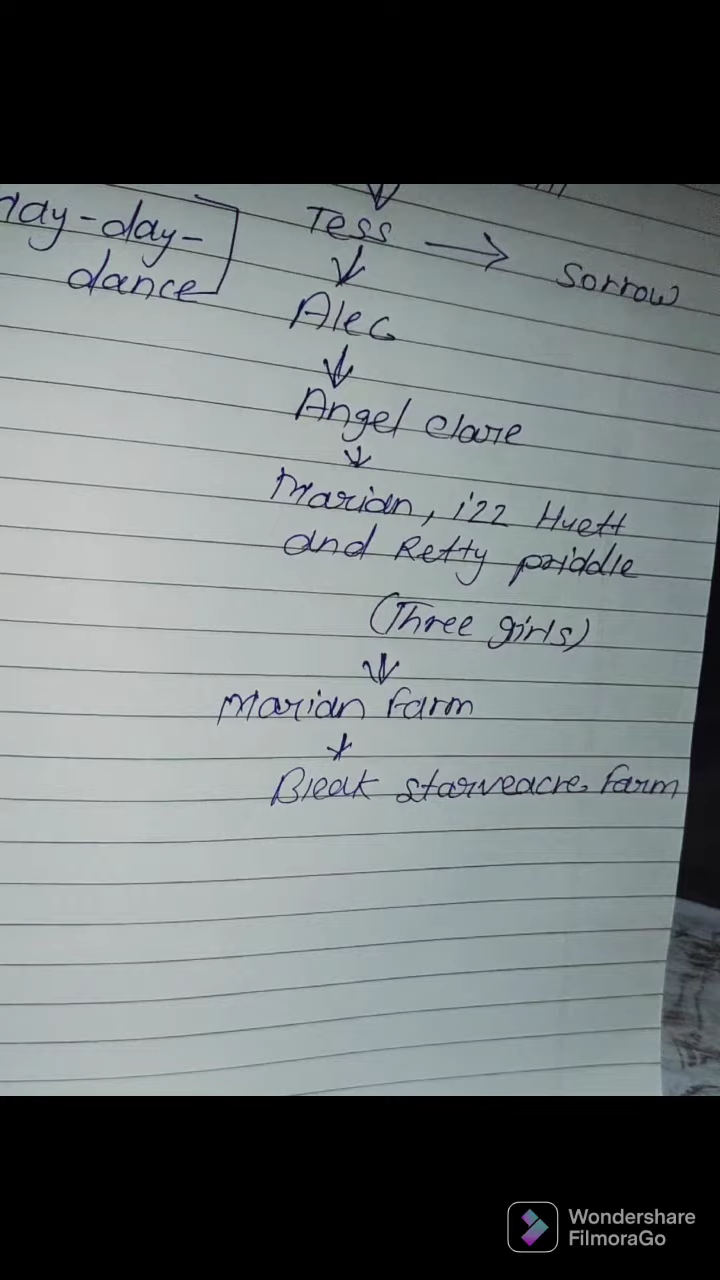 May-day-
dance
Tess → Sorrow
Alec
Angel Clare
Marian, izz Huett
and Retty priddle
(Three girls)
Marian farm
Bleak starveacre farm
Wondershare
FilmoraGo